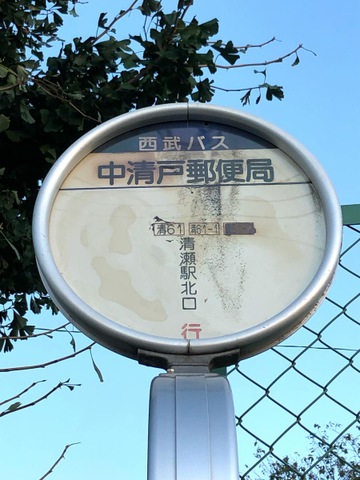 西武バス
中清戸郵便局
清61 清61-1
清瀬駅北口
行